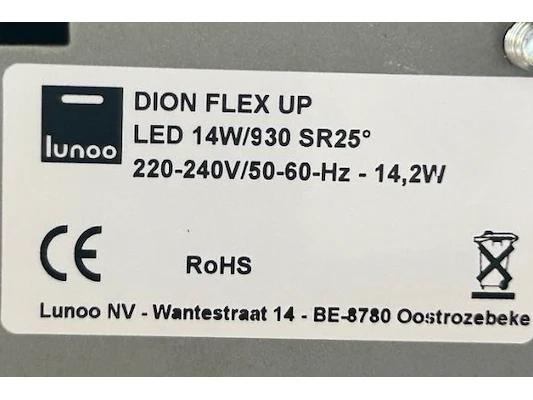 lunoo
DION FLEX UP
LED 14W/930 SR25°
220-240V/50-60-Hz - 14,2W
CE
RoHS
Lunoo NV - Wantestraat 14 - BE-8780 Oostrozebeke